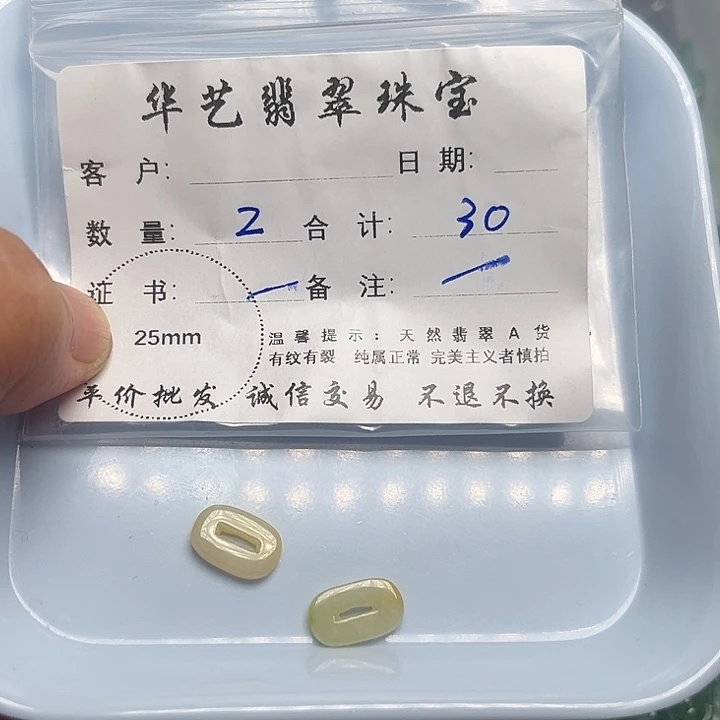 华艺翡翠珠宝
客 户: 日 期:
数 量: 2 合 计: 30
证 书: 备 注:
25mm
温馨提示: 天然翡翠A货
有纹有裂 纯属正常 完美主义者慎拍
平价批发 诚信交易 不退不换